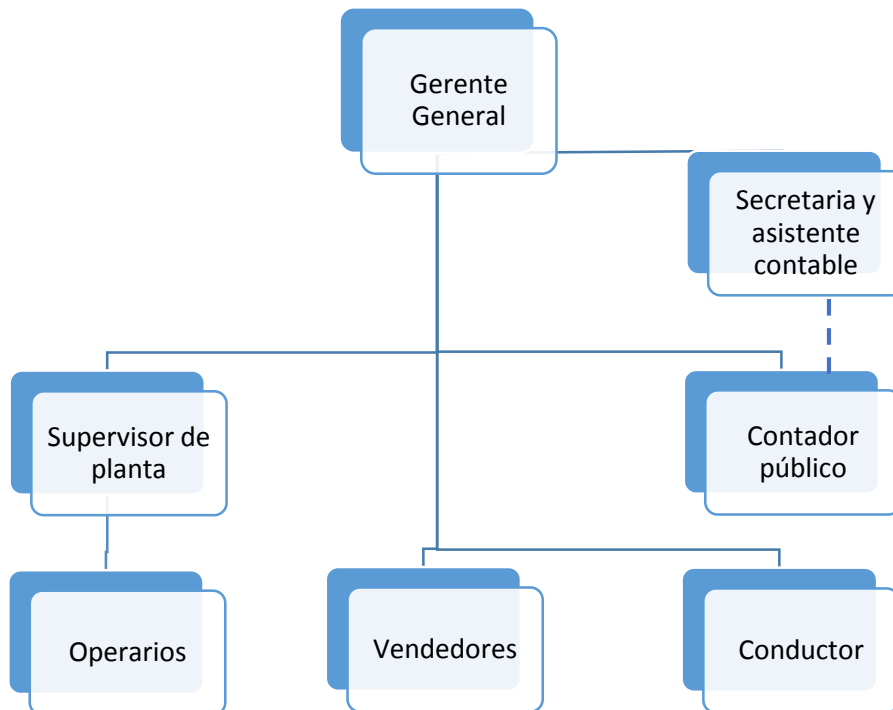 Gerente
General
Secretaria y
asistente
contable
Supervisor de
planta
Contador
público
Operarios
Vendedores
Conductor